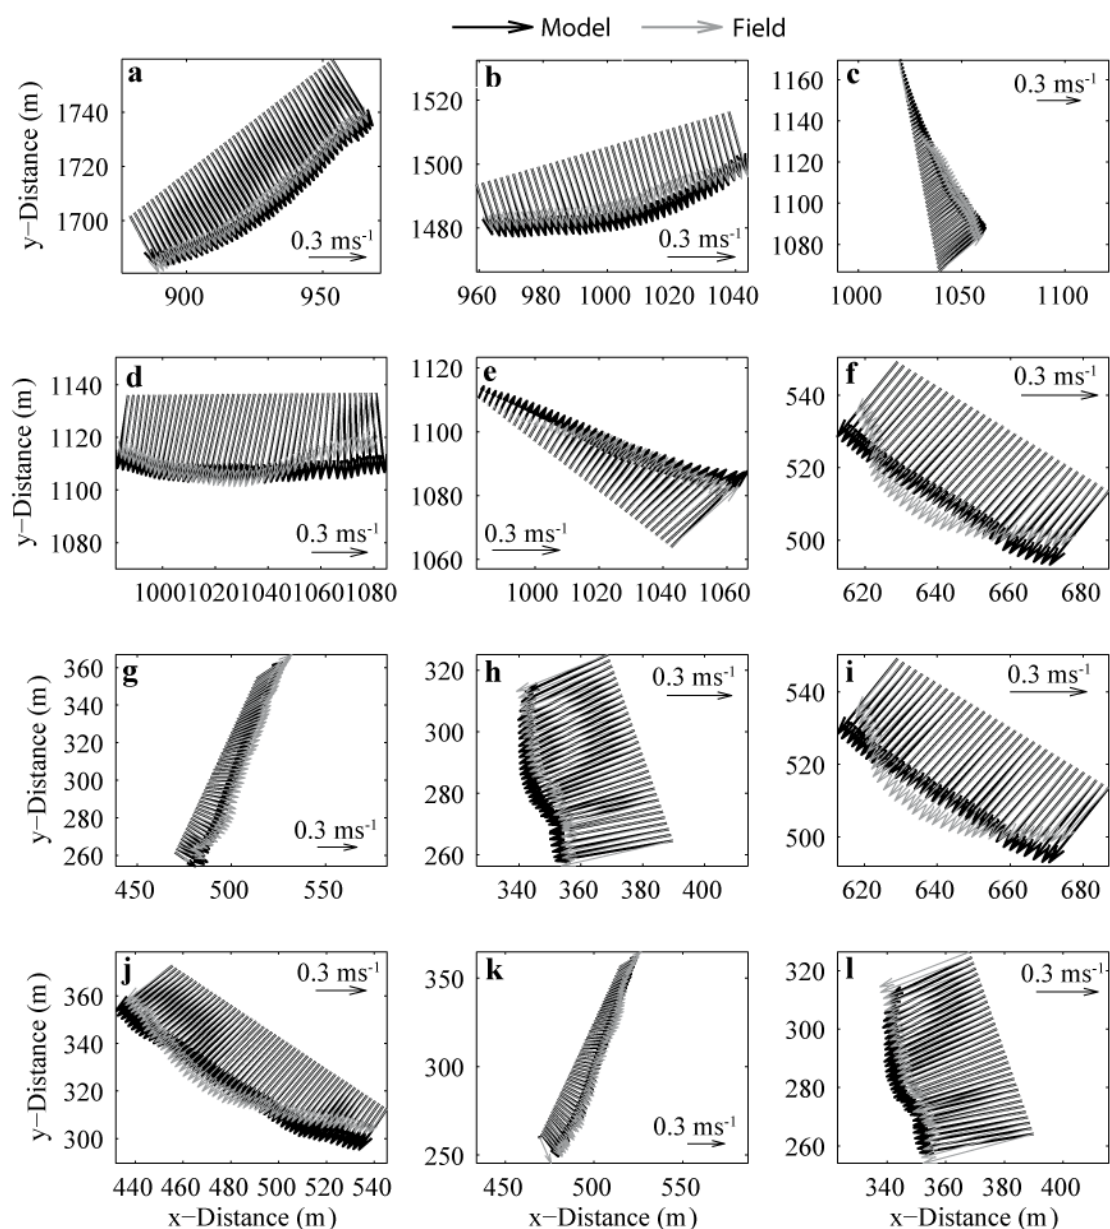 Model Field
a b c
y−Distance (m)
1740
1720
1700
900 950
0.3 ms-1
1520
1500
1480
960 980 1000 1020 1040
0.3 ms-1
1160
1140
1120
1100
1080
1000 1050 1100
0.3 ms-1
d e f
y−Distance (m)
1140
1120
1100
1080
1000 1020 1040 1060 1080
0.3 ms-1
1120
1100
1080
1060
1000 1020 1040 1060
0.3 ms-1
540
520
500
620 640 660 680
0.3 ms-1
g h i
y−Distance (m)
360
340
320
300
280
260
450 500 550
0.3 ms-1
320
300
280
260
340 360 380 400
0.3 ms-1
540
520
500
620 640 660 680
0.3 ms-1
j k l
y−Distance (m)
360
340
320
300
440 460 480 500 520 540
0.3 ms-1
x−Distance (m)
350
300
250
450 500 550
0.3 ms-1
x−Distance (m)
320
300
280
260
340 360 380 400
0.3 ms-1
x−Distance (m)